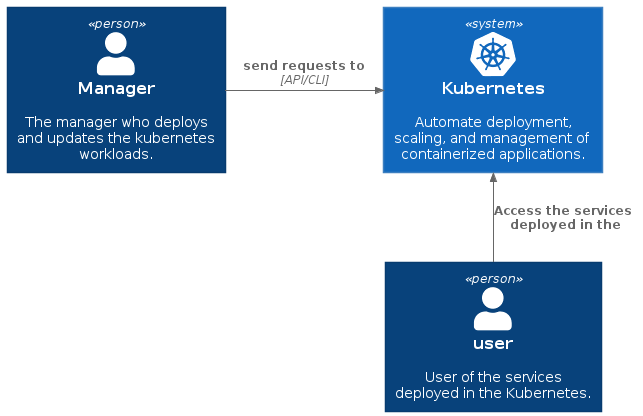 «person»
Manager
The manager who deploys
and updates the kubernetes
workloads.
send requests to
[API/CLI]
«system»
Kubernetes
Automate deployment,
scaling, and management of
containerized applications.
Access the services
deployed in the
«person»
user
User of the services
deployed in the Kubernetes.